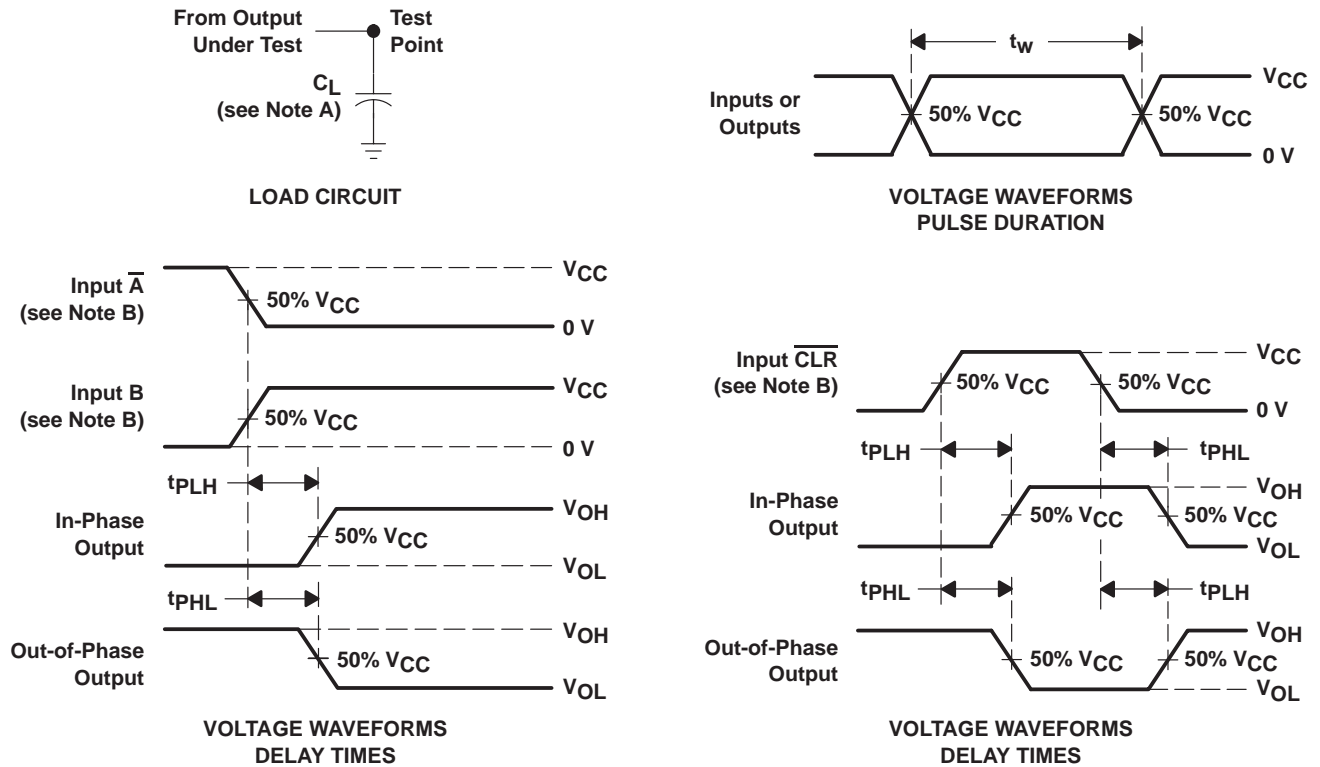 From Output
Under Test
Test
Point
CL
(see Note A)
LOAD CIRCUIT
tw
Inputs or
Outputs
50% VCC
50% VCC
VCC
0 V
VOLTAGE WAVEFORMS
PULSE DURATION
Input A̅
(see Note B)
50% VCC
VCC
0 V
Input B
(see Note B)
50% VCC
VCC
0 V
tPLH
In-Phase
Output
50% VCC
VOH
VOL
tPHL
Out-of-Phase
Output
50% VCC
VOH
VOL
VOLTAGE WAVEFORMS
DELAY TIMES
Input C̅L̅R̅
(see Note B)
50% VCC
50% VCC
VCC
0 V
tPLH
tPHL
In-Phase
Output
50% VCC
50% VCC
VOH
VOL
tPHL
tPLH
Out-of-Phase
Output
50% VCC
50% VCC
VOH
VOL
VOLTAGE WAVEFORMS
DELAY TIMES